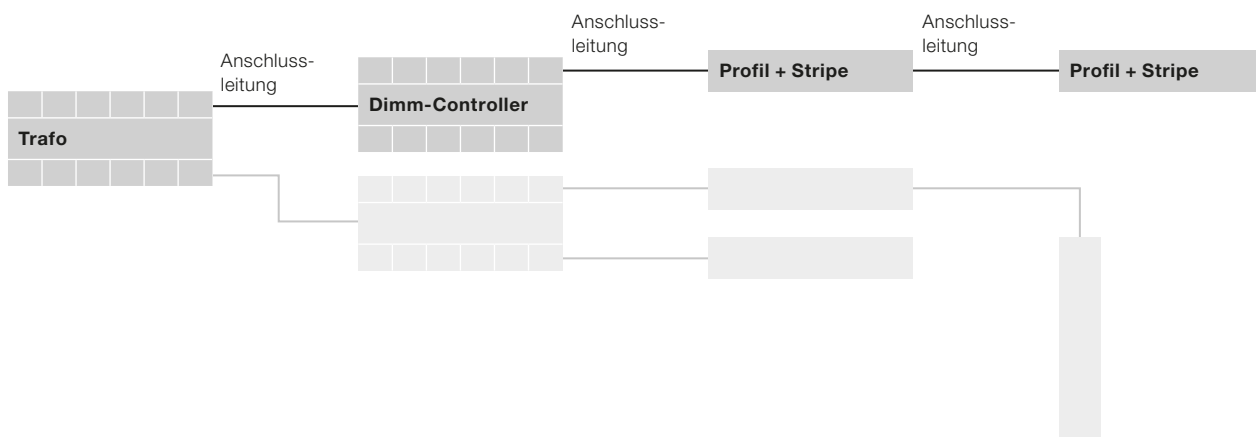 Anschluss-
leitung
Anschluss-
leitung
Anschluss-
leitung
Profil + Stripe
Profil + Stripe
Dimm-Controller
Trafo